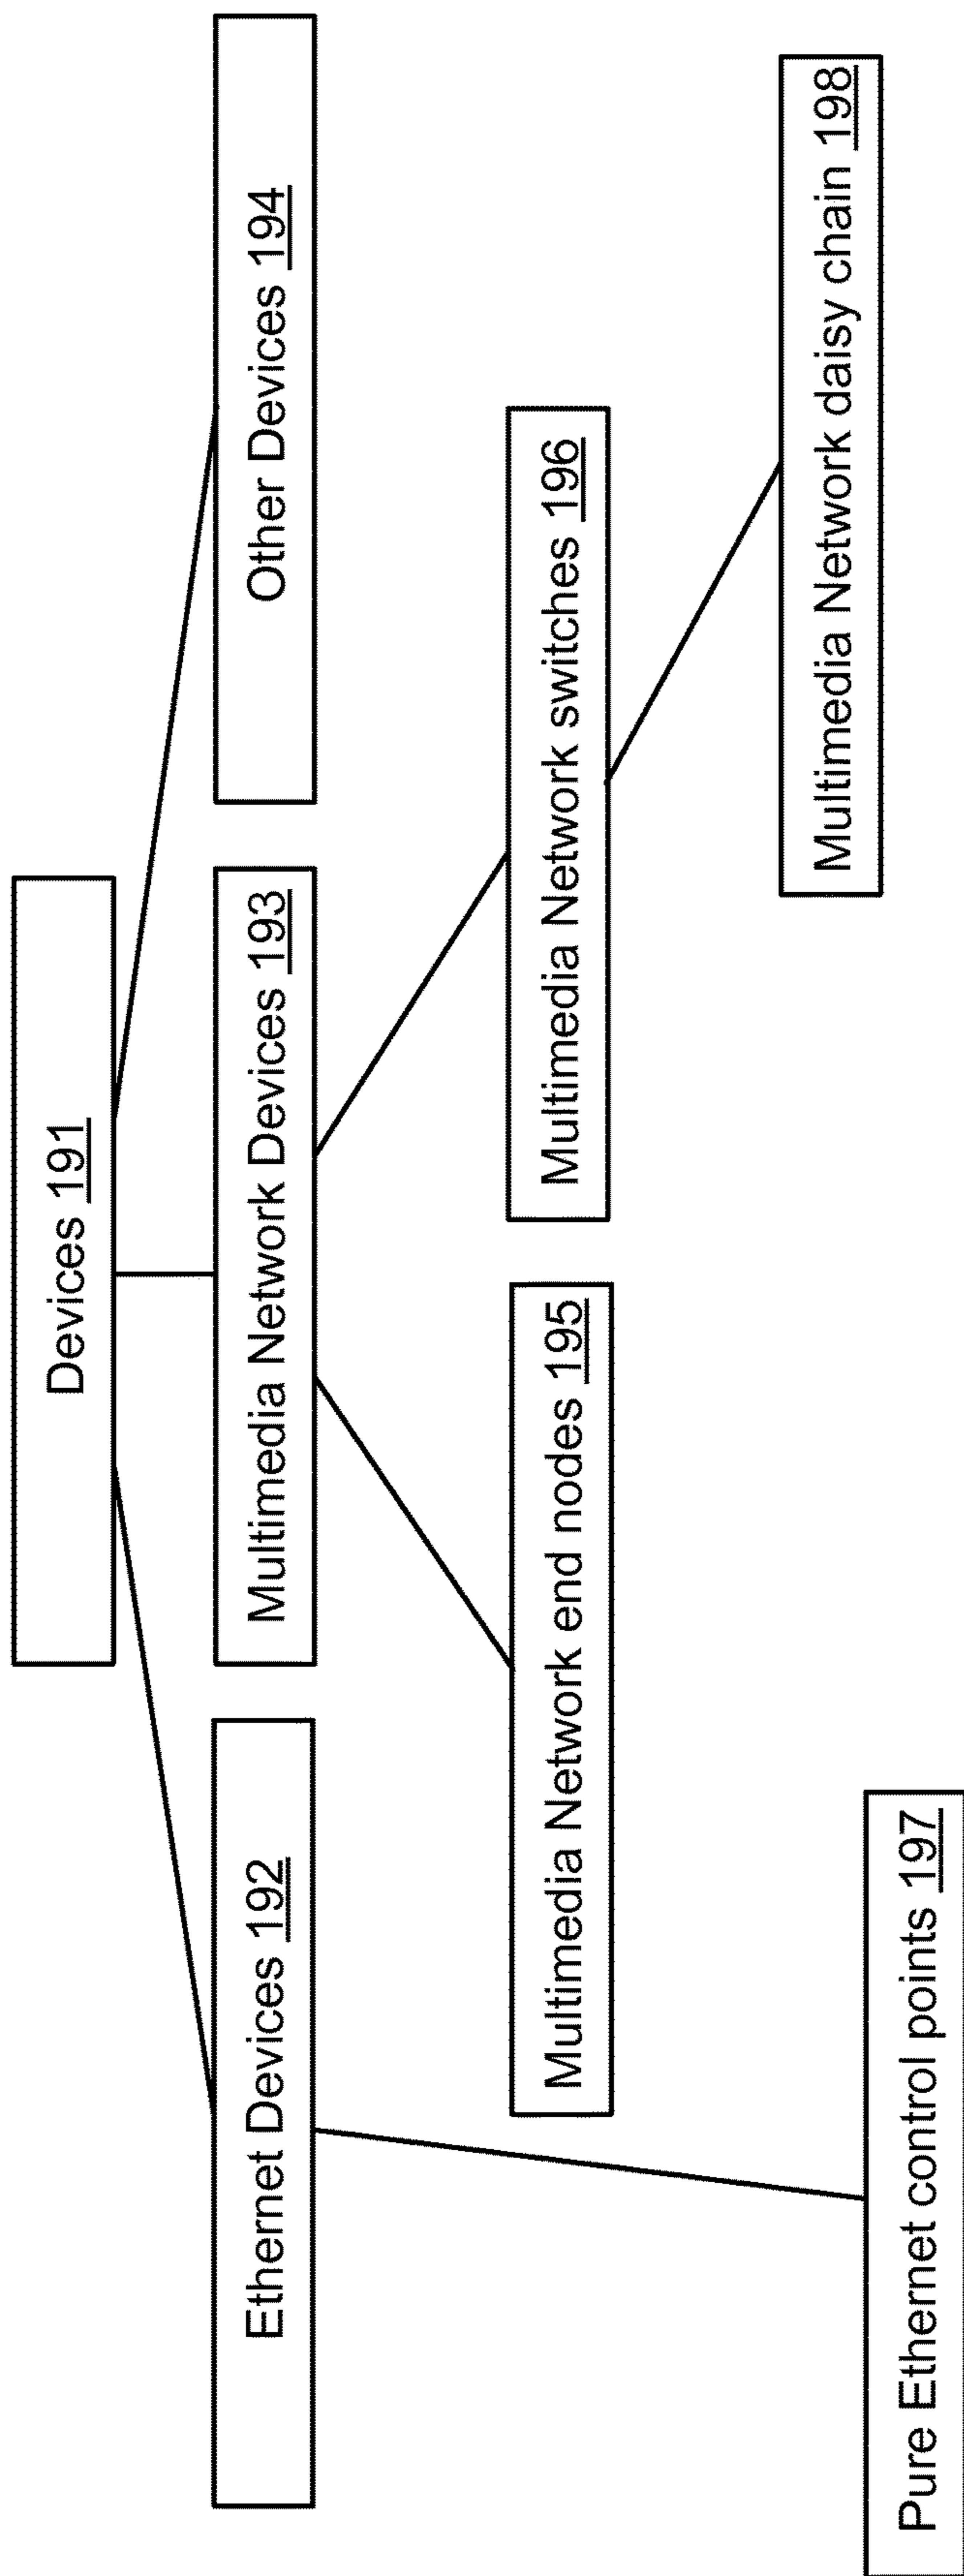 Devices 191
Ethernet Devices 192
Multimedia Network Devices 193
Other Devices 194
Multimedia Network end nodes 195
Multimedia Network switches 196
Pure Ethernet control points 197
Multimedia Network daisy chain 198